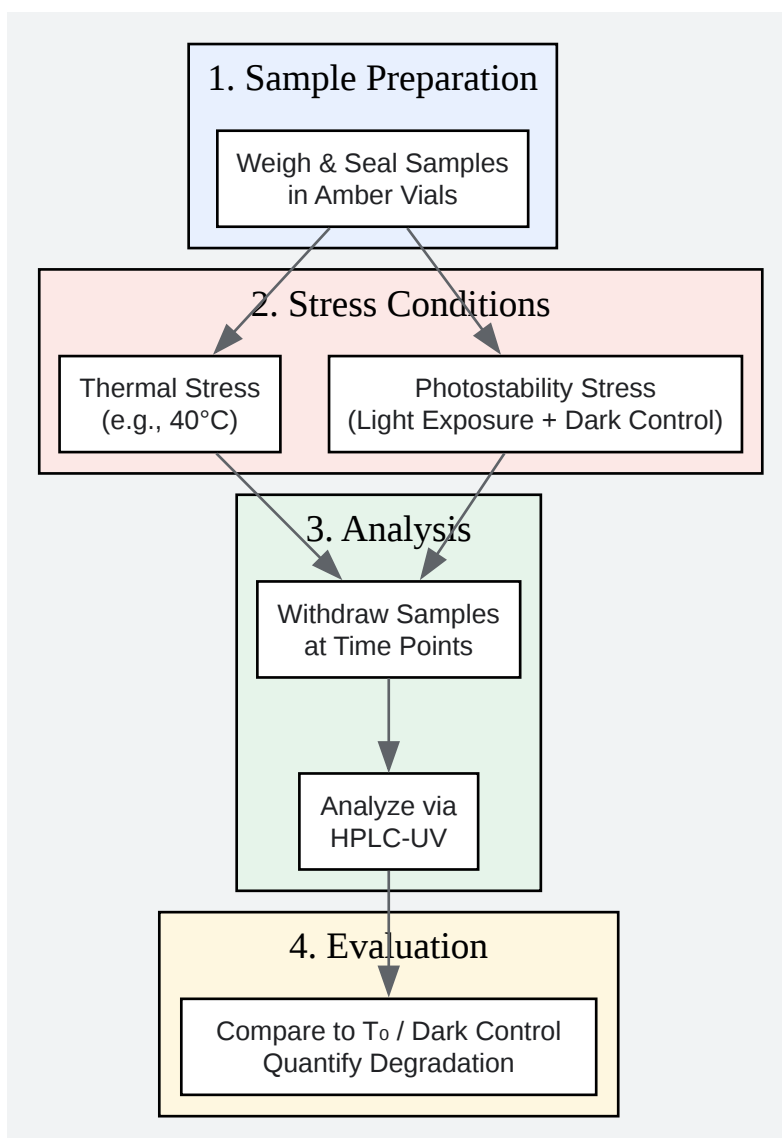 1. Sample Preparation
Weigh & Seal Samples
in Amber Vials
2. Stress Conditions
Thermal Stress
(e.g., 40°C)
Photostability Stress
(Light Exposure + Dark Control)
3. Analysis
Withdraw Samples
at Time Points
Analyze via
HPLC-UV
4. Evaluation
Compare to T₀ / Dark Control
Quantify Degradation